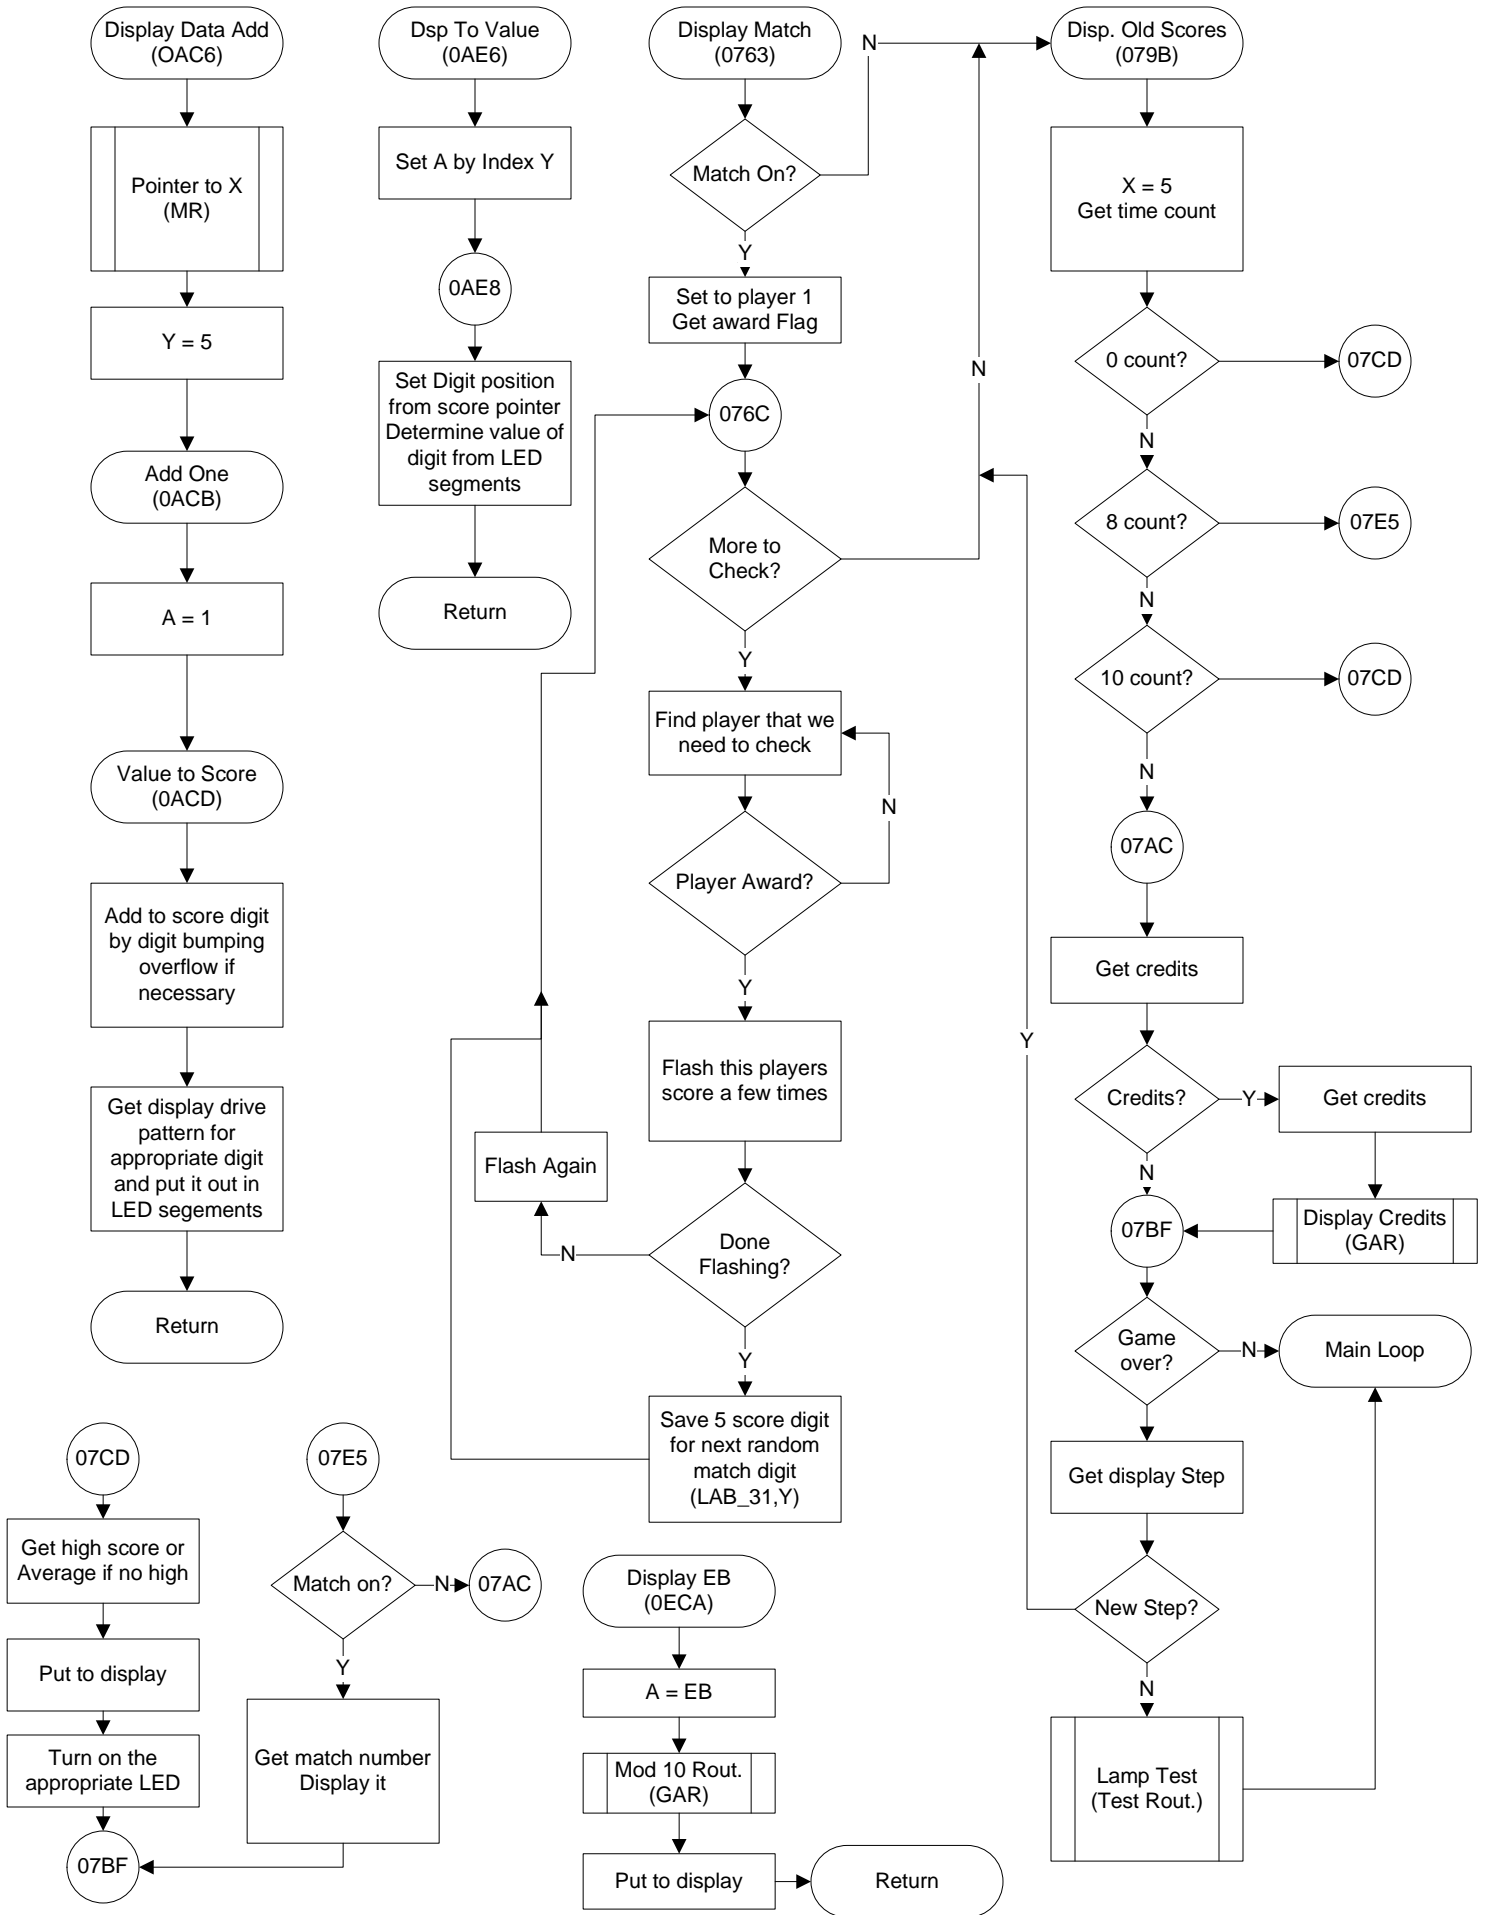 Display Data Add
(OAC6)
Pointer to X
(MR)
Y = 5
Add One
(0ACB)
A = 1
Value to Score
(0ACD)
Add to score digit
by digit bumping
overflow if
necessary
Get display drive
pattern for
appropriate digit
and put it out in
LED segements
Return
Dsp To Value
(0AE6)
Set A by Index Y
0AE8
Set Digit position
from score pointer
Determine value of
digit from LED
segments
Return
Display Match
(0763)
Match On?
N
Y
Set to player 1
Get award Flag
076C
More to
Check?
N
Y
Find player that we
need to check
Player Award?
N
Y
Flash this players
score a few times
Flash Again
Done
Flashing?
N
Y
Save 5 score digit
for next random
match digit
(LAB_31,Y)
Disp. Old Scores
(079B)
X = 5
Get time count
0 count?
07CD
N
8 count?
07E5
N
10 count?
07CD
N
07AC
Get credits
Credits?
Y
Get credits
N
Display Credits
(GAR)
07BF
Game
over?
N
Main Loop
Get display Step
New Step?
Y
N
Lamp Test
(Test Rout.)
07CD
Get high score or
Average if no high
Put to display
Turn on the
appropriate LED
07BF
07E5
Match on?
N
07AC
Y
Get match number
Display it
Display EB
(0ECA)
A = EB
Mod 10 Rout.
(GAR)
Put to display
Return